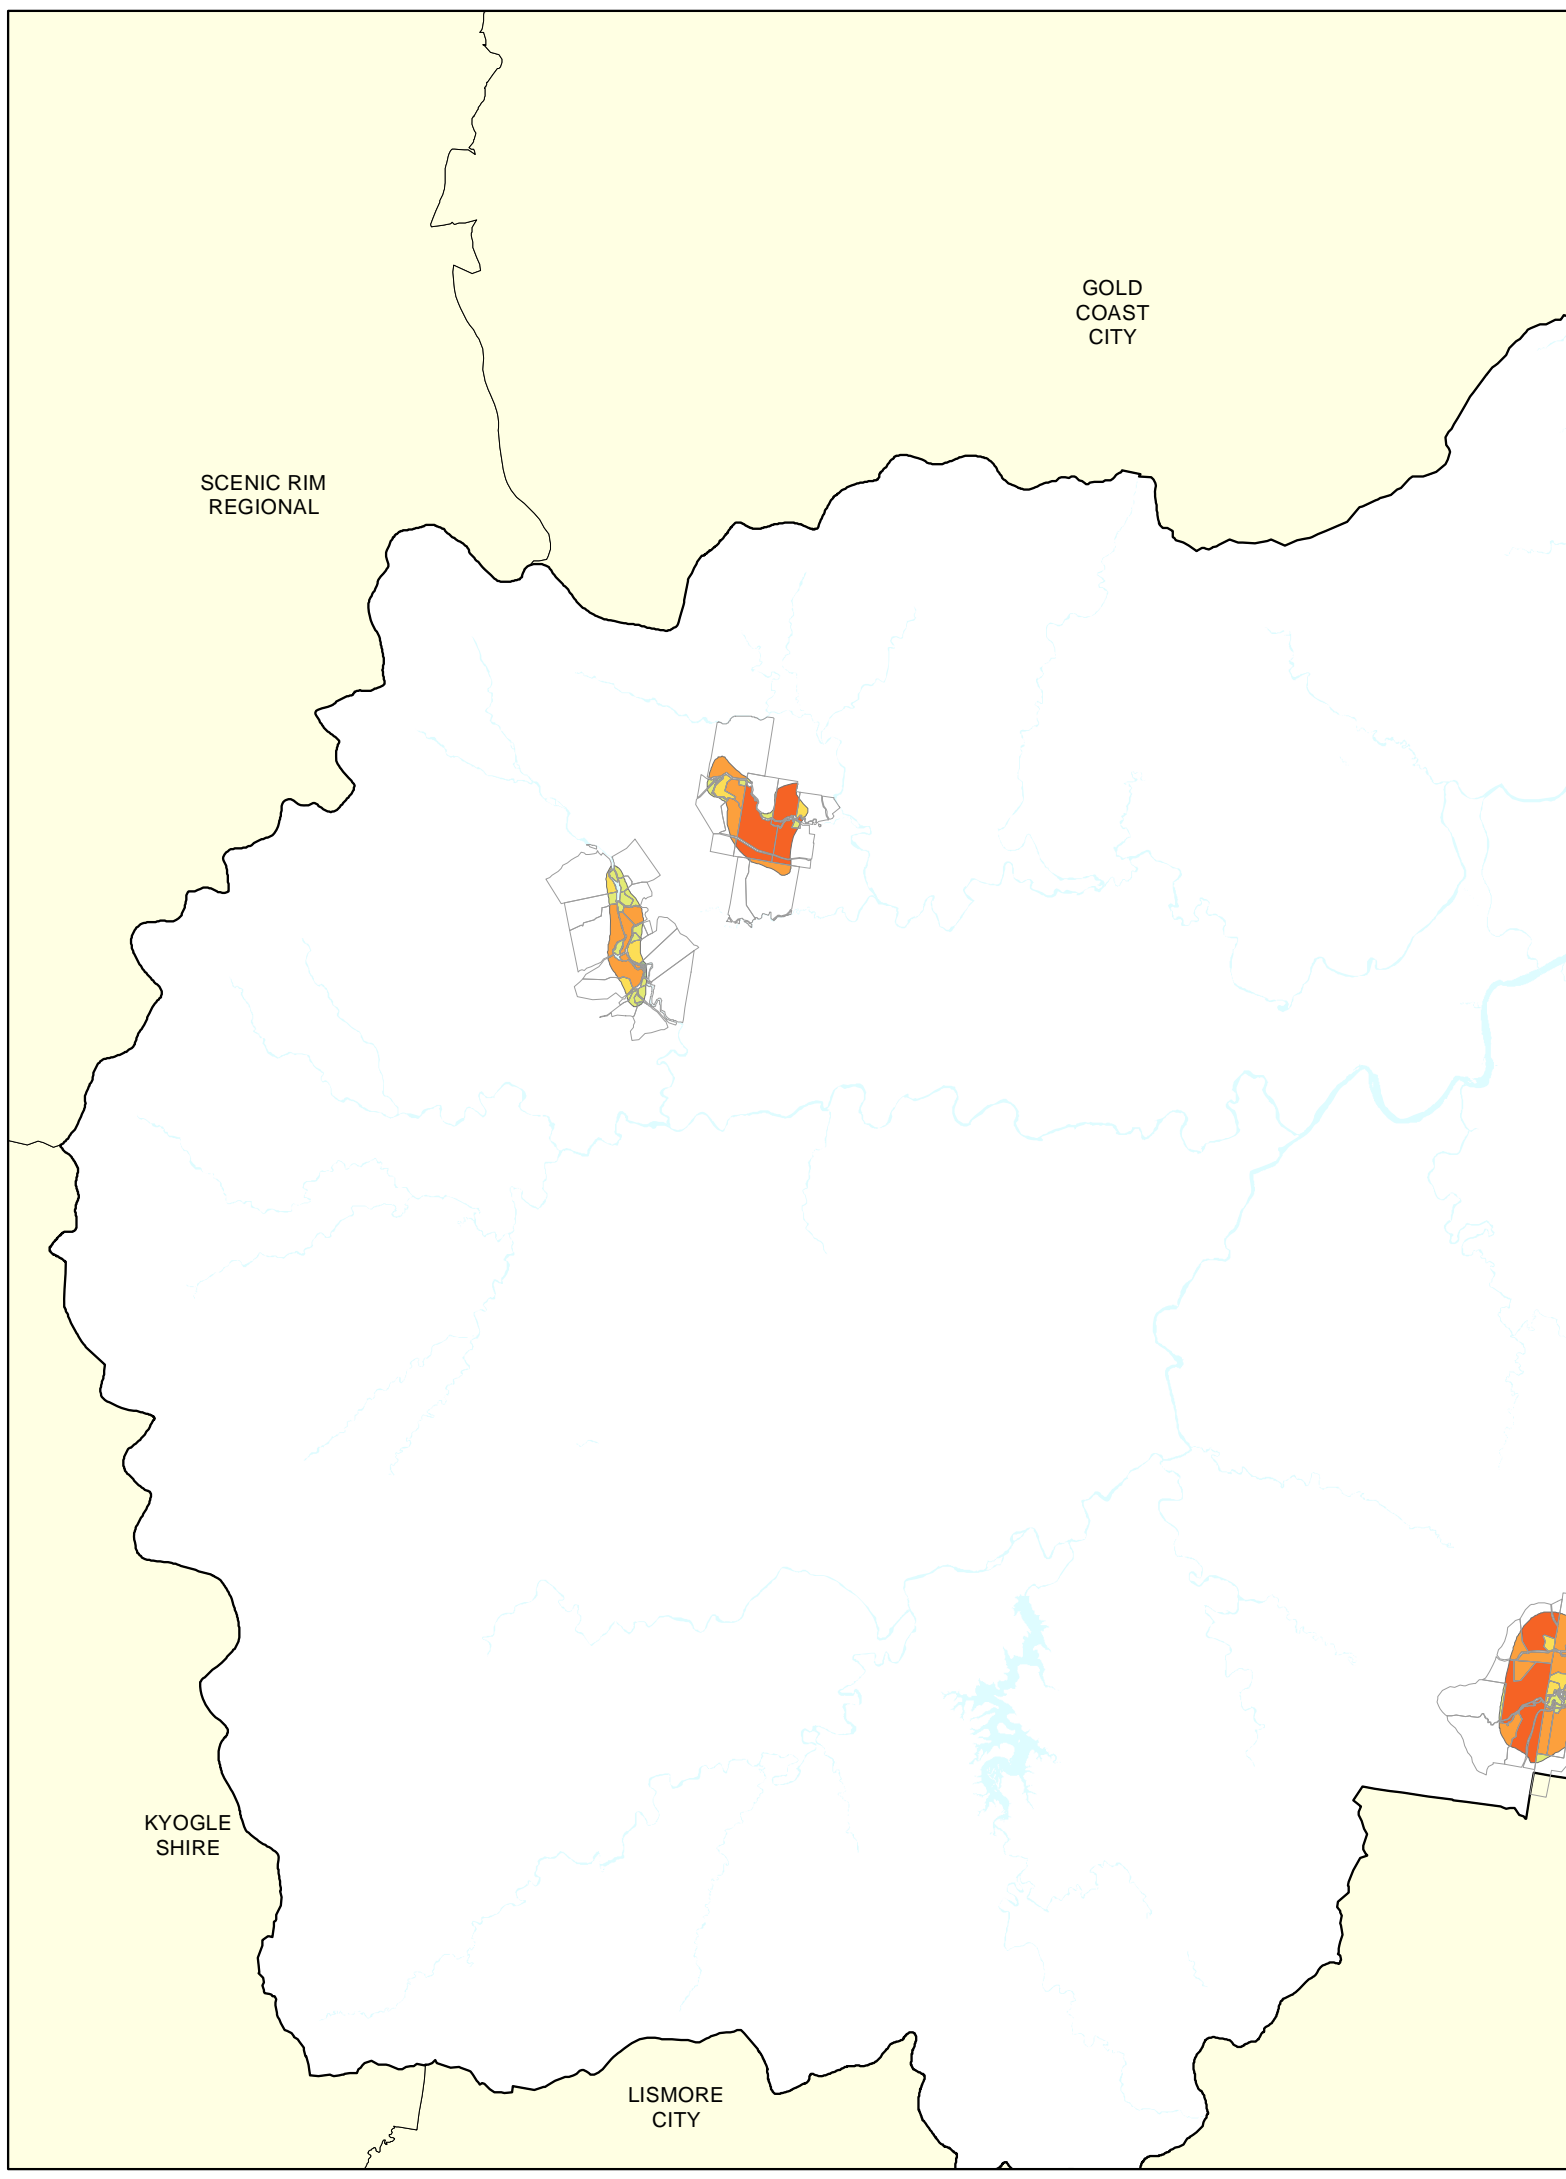 GOLD
COAST
CITY
SCENIC RIM
REGIONAL
KYOGLE
SHIRE
LISMORE
CITY